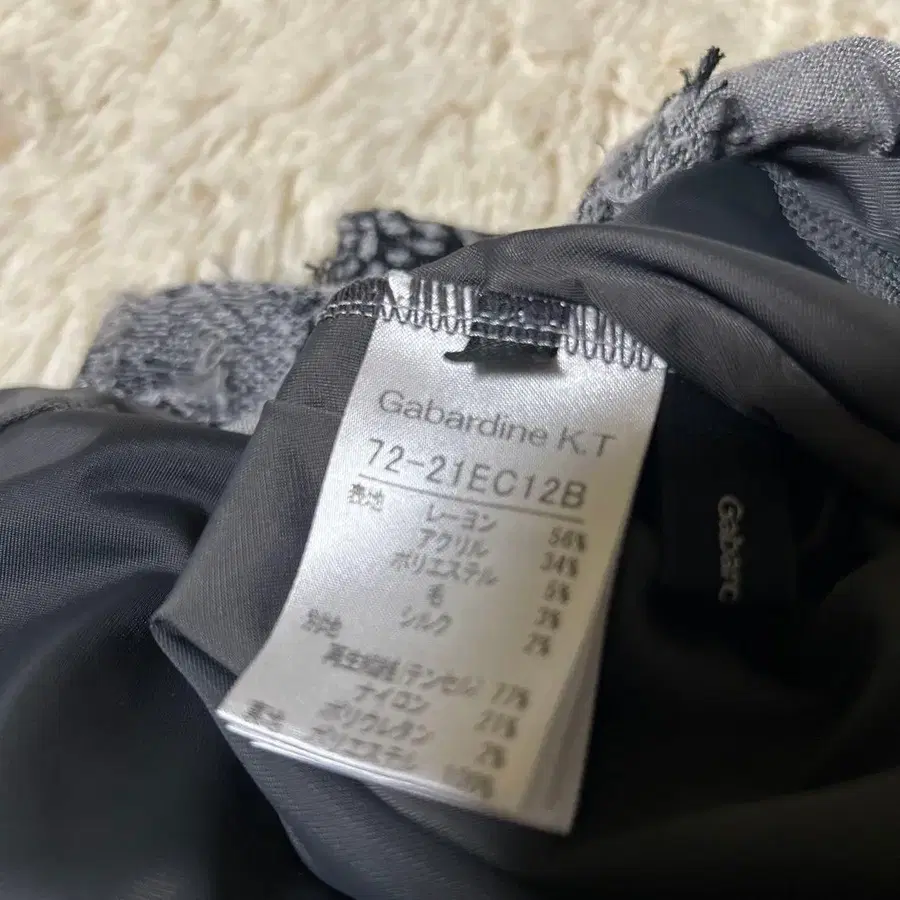 Gabardine K.T
72-21EC12B
表地 レーヨン 56%
アクリル 34%
ポリエステル 5%
毛 3%
シルク 2%
別地
再生繊維(テンセル) 77%
ナイロン 21%
ポリウレタン 2%
裏地 ポリエステル 100%
Gabarc